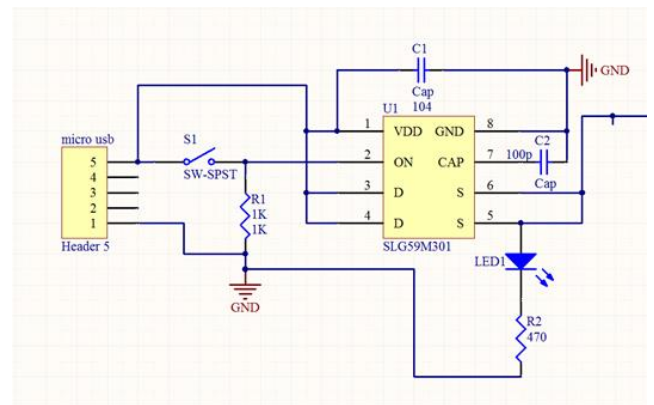 C1
Cap
104
GND
U1
1 VDD GND 8
2 ON CAP 7
3 D S 6
4 D S 5
SLG59M301
C2
100p
Cap
micro usb
5
4
3
2
1
Header 5
S1
SW-SPST
R1
1K
1K
GND
LED1
R2
470